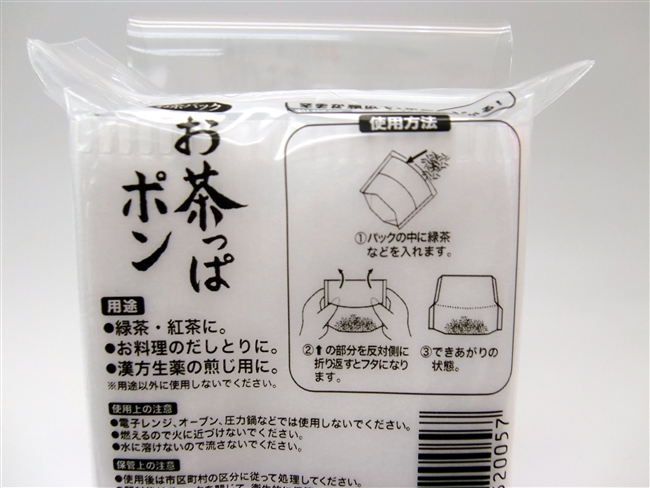 パック
お茶っぱ
ポン
使用方法
①パックの中に緑茶
などを入れます。
②⬆の部分を反対側に
折り返すとフタになり
ます。
③できあがりの
状態。
用途
●緑茶・紅茶に。
●お料理のだしとりに。
●漢方生薬の煎じ用に。
※用途以外に使用しないでください。
使用上の注意
●電子レンジ、オーブン、圧力鍋などでは使用しないでください。
●燃えるので火に近づけないでください。
●水に溶けないので流さないでください。
保管上の注意
●使用後は市区町村の区分に従って処理してください。
520057